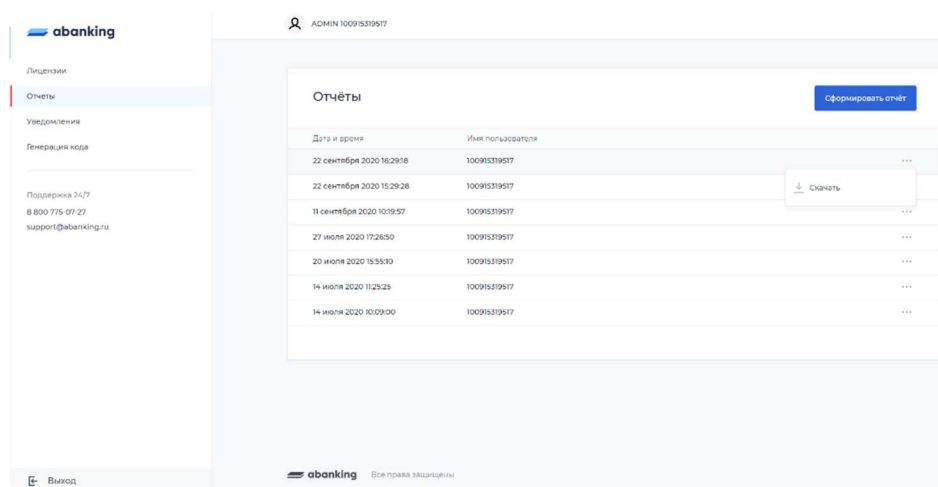 abanking
Лицензии
Отчеты
Уведомления
Генерация кода
Поддержка 24/7
8 800 775-07-27
support@abanking.ru
Выход
ADMIN 100915319517
Отчёты
Сформировать отчёт
Дата и время Имя пользователя
22 сентября 2020 16:29:18 100915319517 ...
Скачать
22 сентября 2020 15:29:28 100915319517
11 сентября 2020 10:19:57 100915319517 ...
27 июля 2020 17:26:50 100915319517 ...
20 июля 2020 15:55:10 100915319517 ...
14 июля 2020 11:25:25 100915319517 ...
14 июля 2020 10:09:00 100915319517 ...
abanking Все права защищены